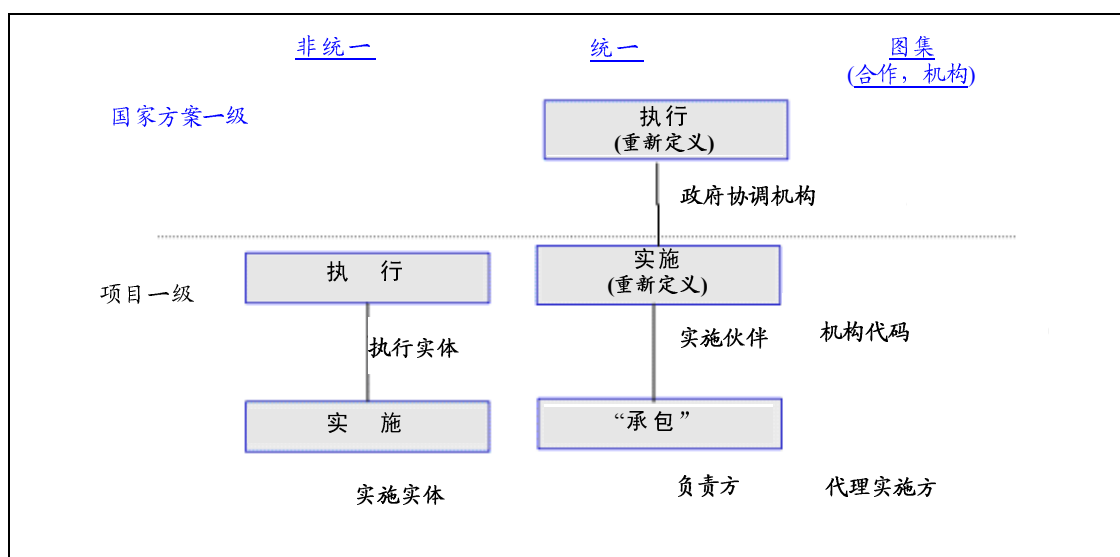 非统一
统一
图集
(合作，机构)
国家方案一级
执行
(重新定义)
政府协调机构
项目一级
执 行
实施
(重新定义)
执行实体
实施伙伴
机构代码
实 施
“承包”
实施实体
负责方
代理实施方